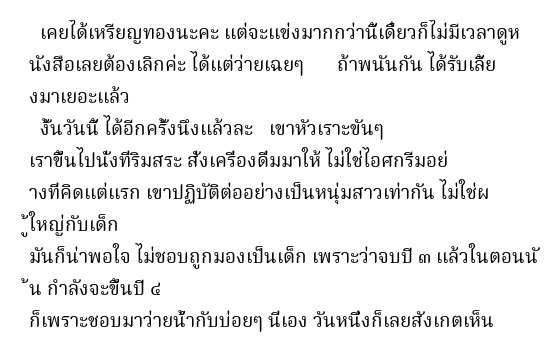 เคยได้เหรียญทองนะคะ แต่จะแข่งมากกว่านี้เดี๋ยวก็ไม่มีเวลาดูห
นังสือเลยต้องเลิกค่ะ ได้แต่ว่ายเฉยๆ ถ้าพนันกัน ได้รับเลี้ย
งมาเยอะแล้ว
งั้นวันนี้ ได้อีกครั้งนึงแล้วละ เขาหัวเราะขันๆ
เราขึ้นไปนั่งที่ริมสระ สั่งเครื่องดื่มมาให้ ไม่ใช่ไอศกรีมอย่
างที่คิดแต่แรก เขาปฏิบัติต่ออย่างเป็นหนุ่มสาวเท่ากัน ไม่ใช่ผ
ู้ใหญ่กับเด็ก
มันก็น่าพอใจ ไม่ชอบถูกมองเป็นเด็ก เพราะว่าจบปี ๓ แล้วในตอนนั
้น กำลังจะขึ้นปี ๔
ก็เพราะชอบมาว่ายน้ำกับบ่อยๆ นี่เอง วันหนึ่งก็เลยสังเกตเห็น